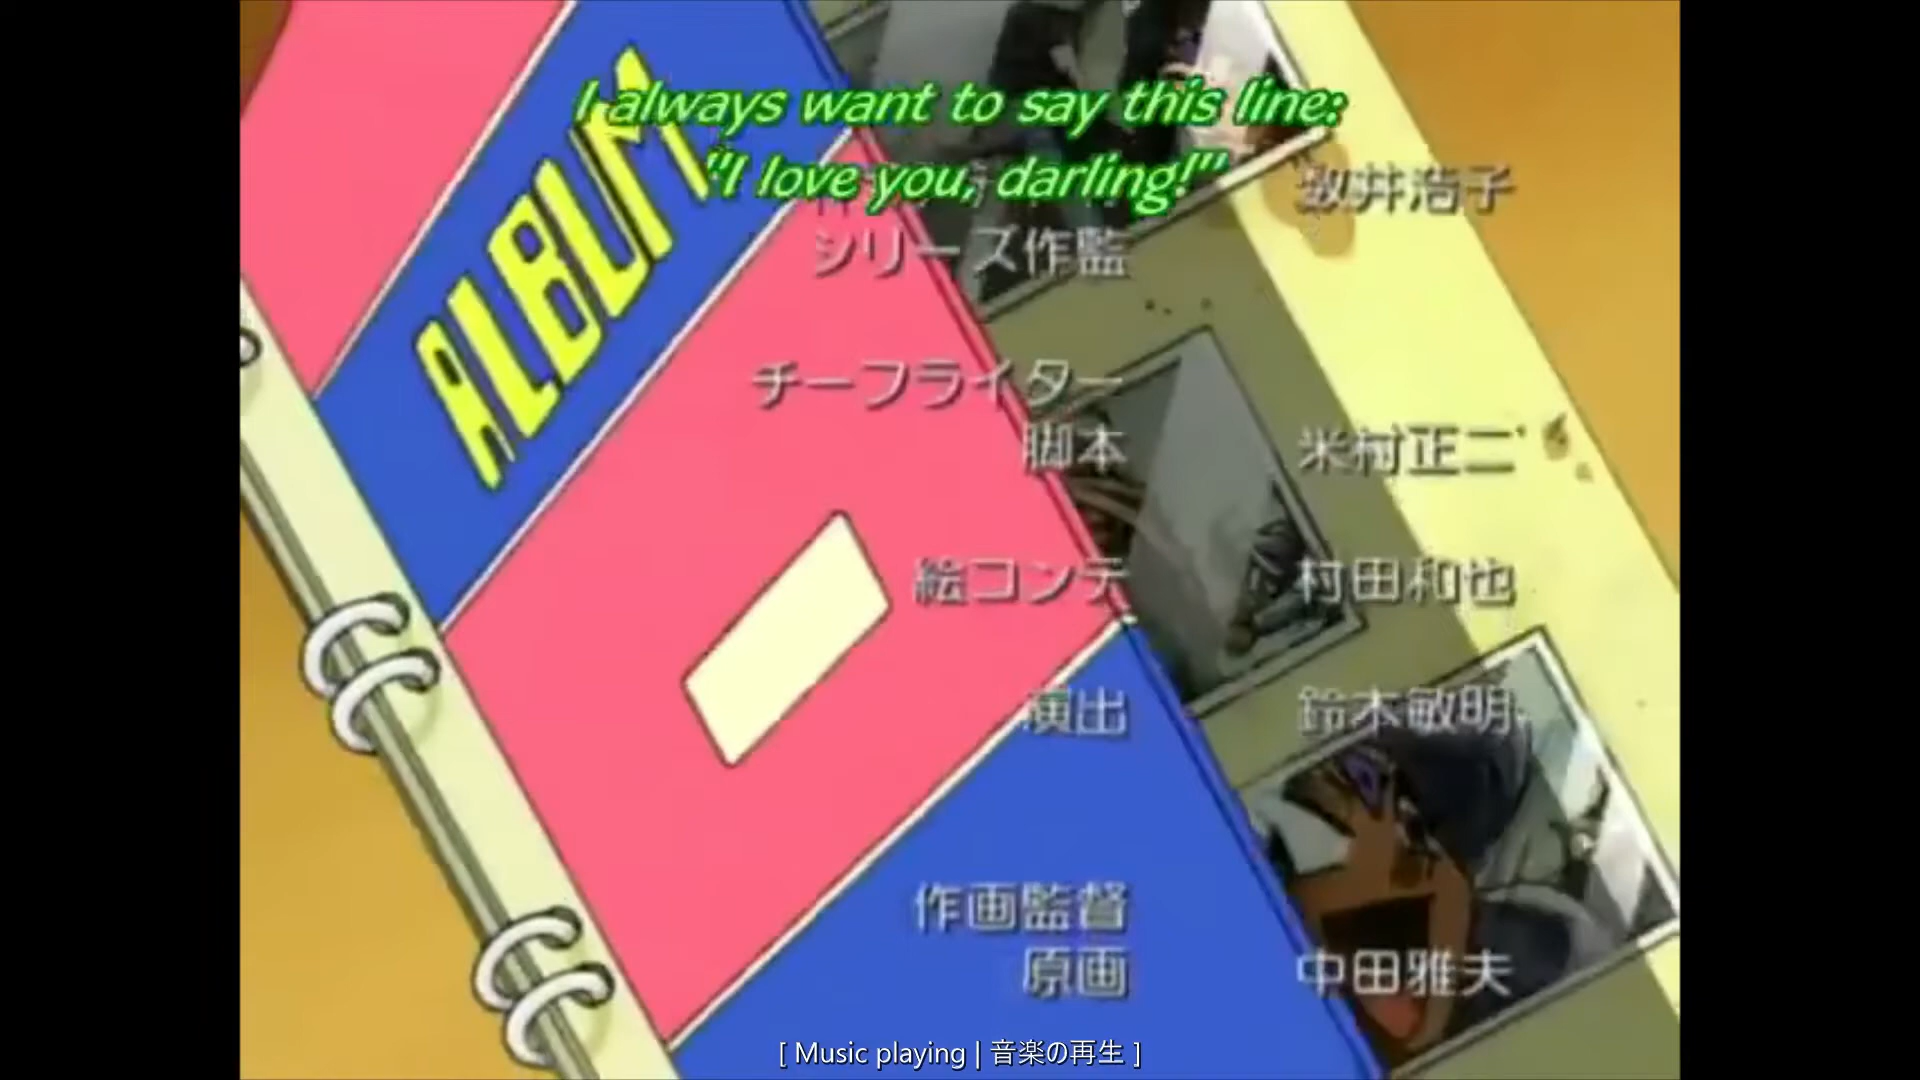 I always want to say this line:
"I love you, darling!"
ALBUM
数井浩子
シリーズ作監
チーフライター
脚本 米村正二
絵コンテ 村田和也
演出 鈴木敏明
作画監督
原画 中田雅夫
[ Music playing | 音楽の再生 ]